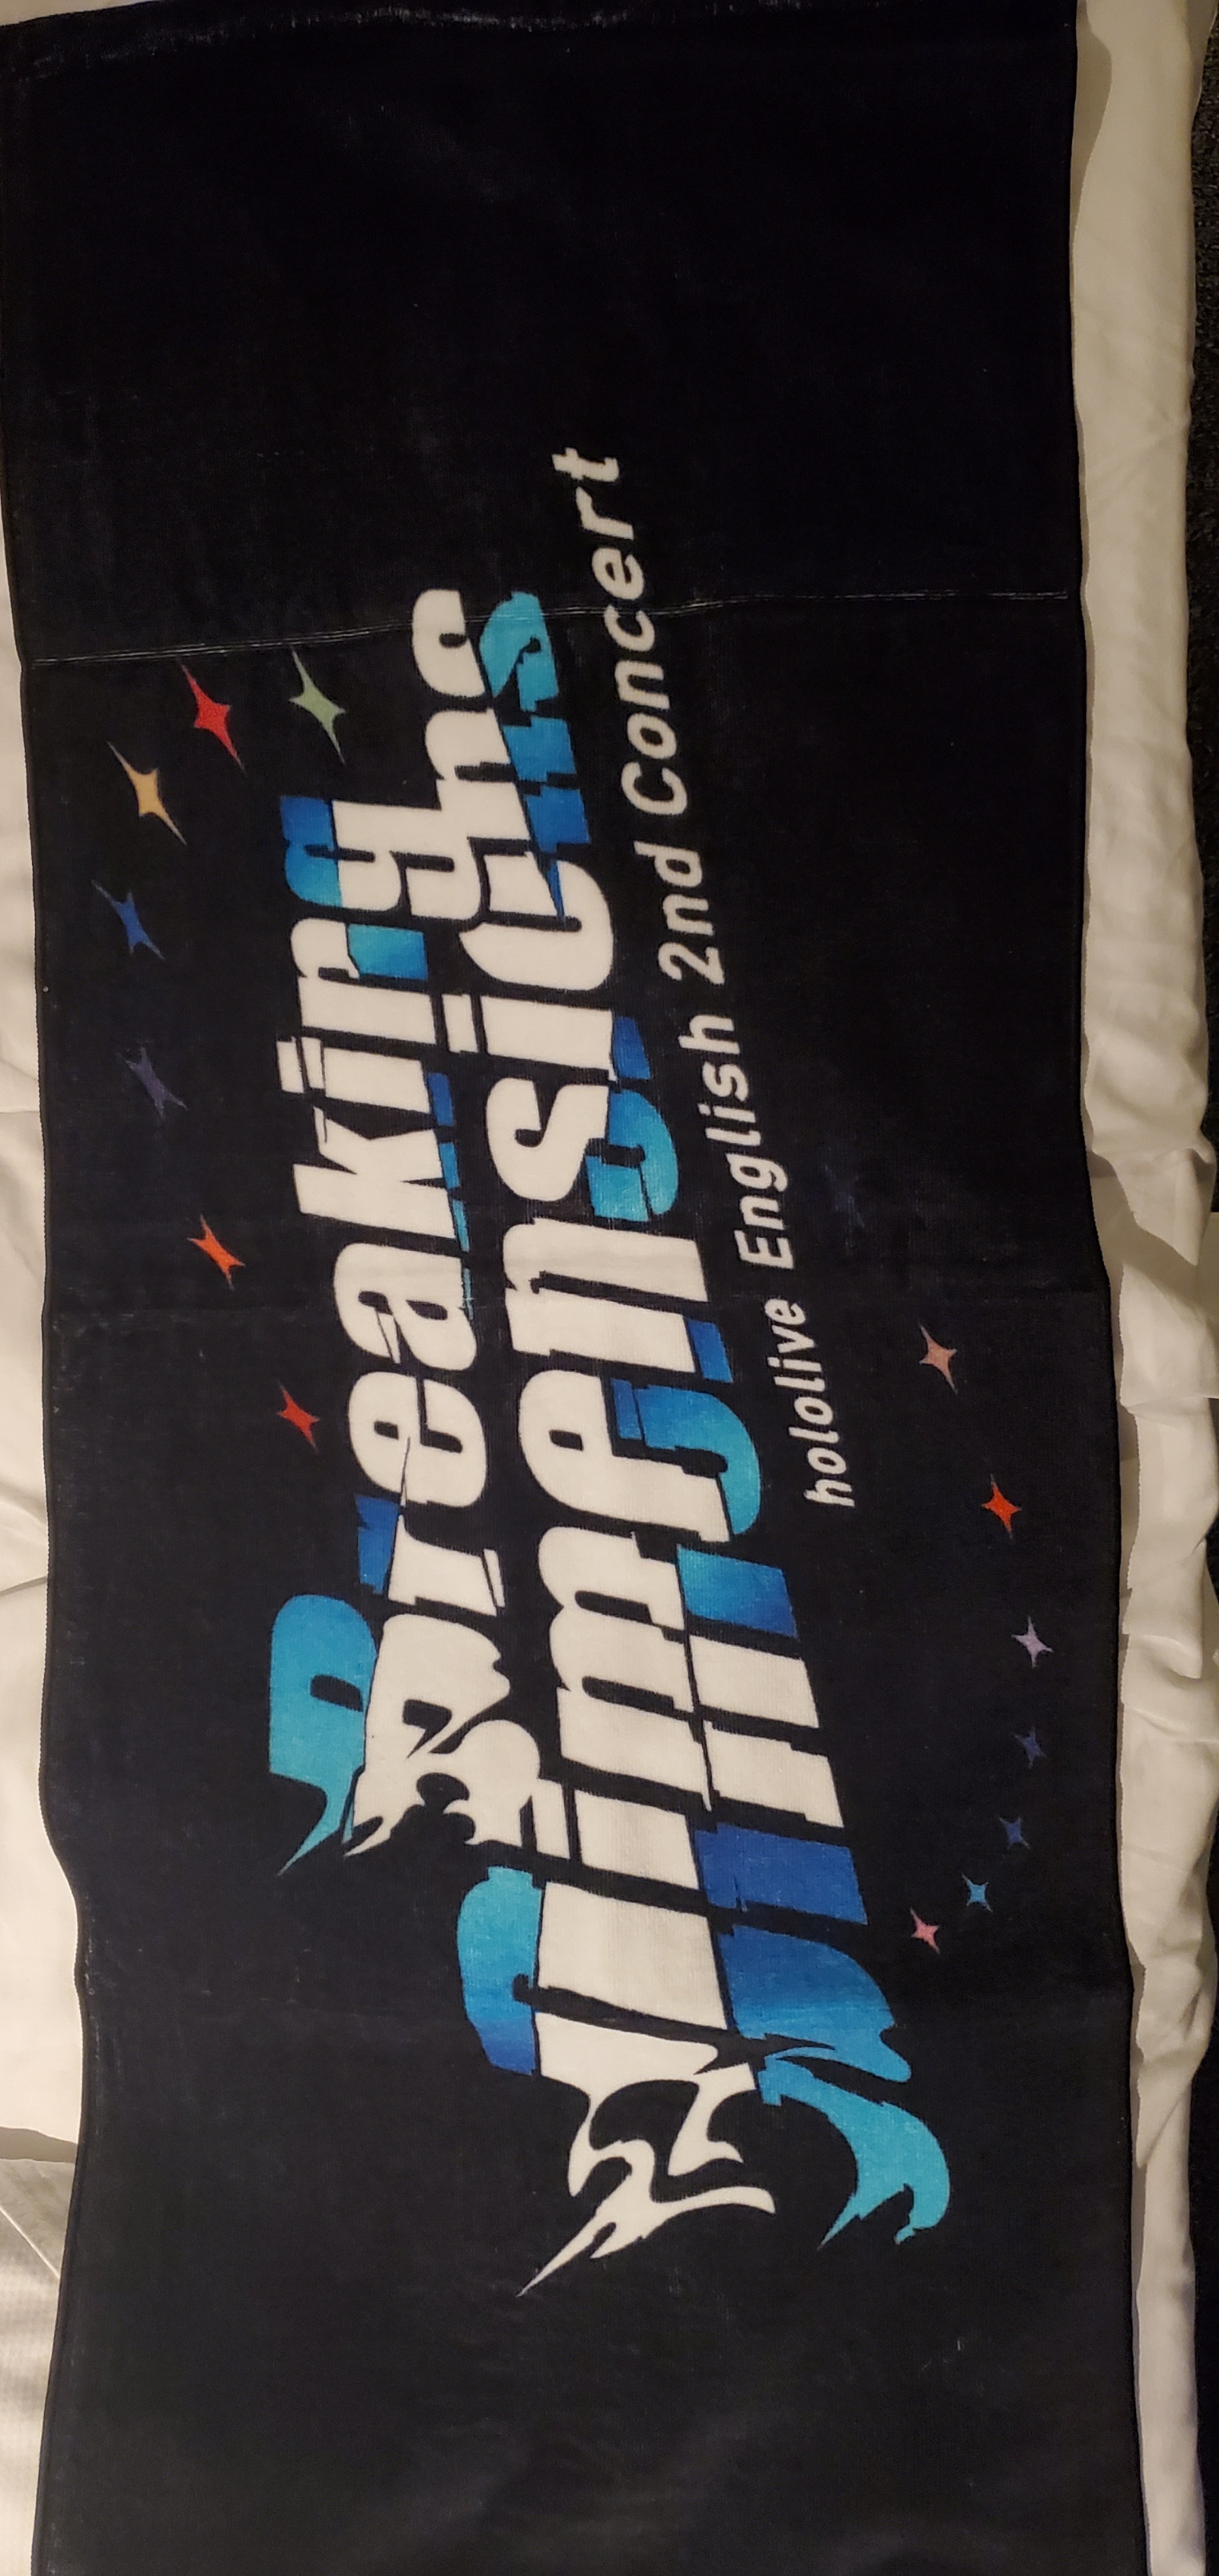 Breaking
Dimensions
hololive English 2nd Concert